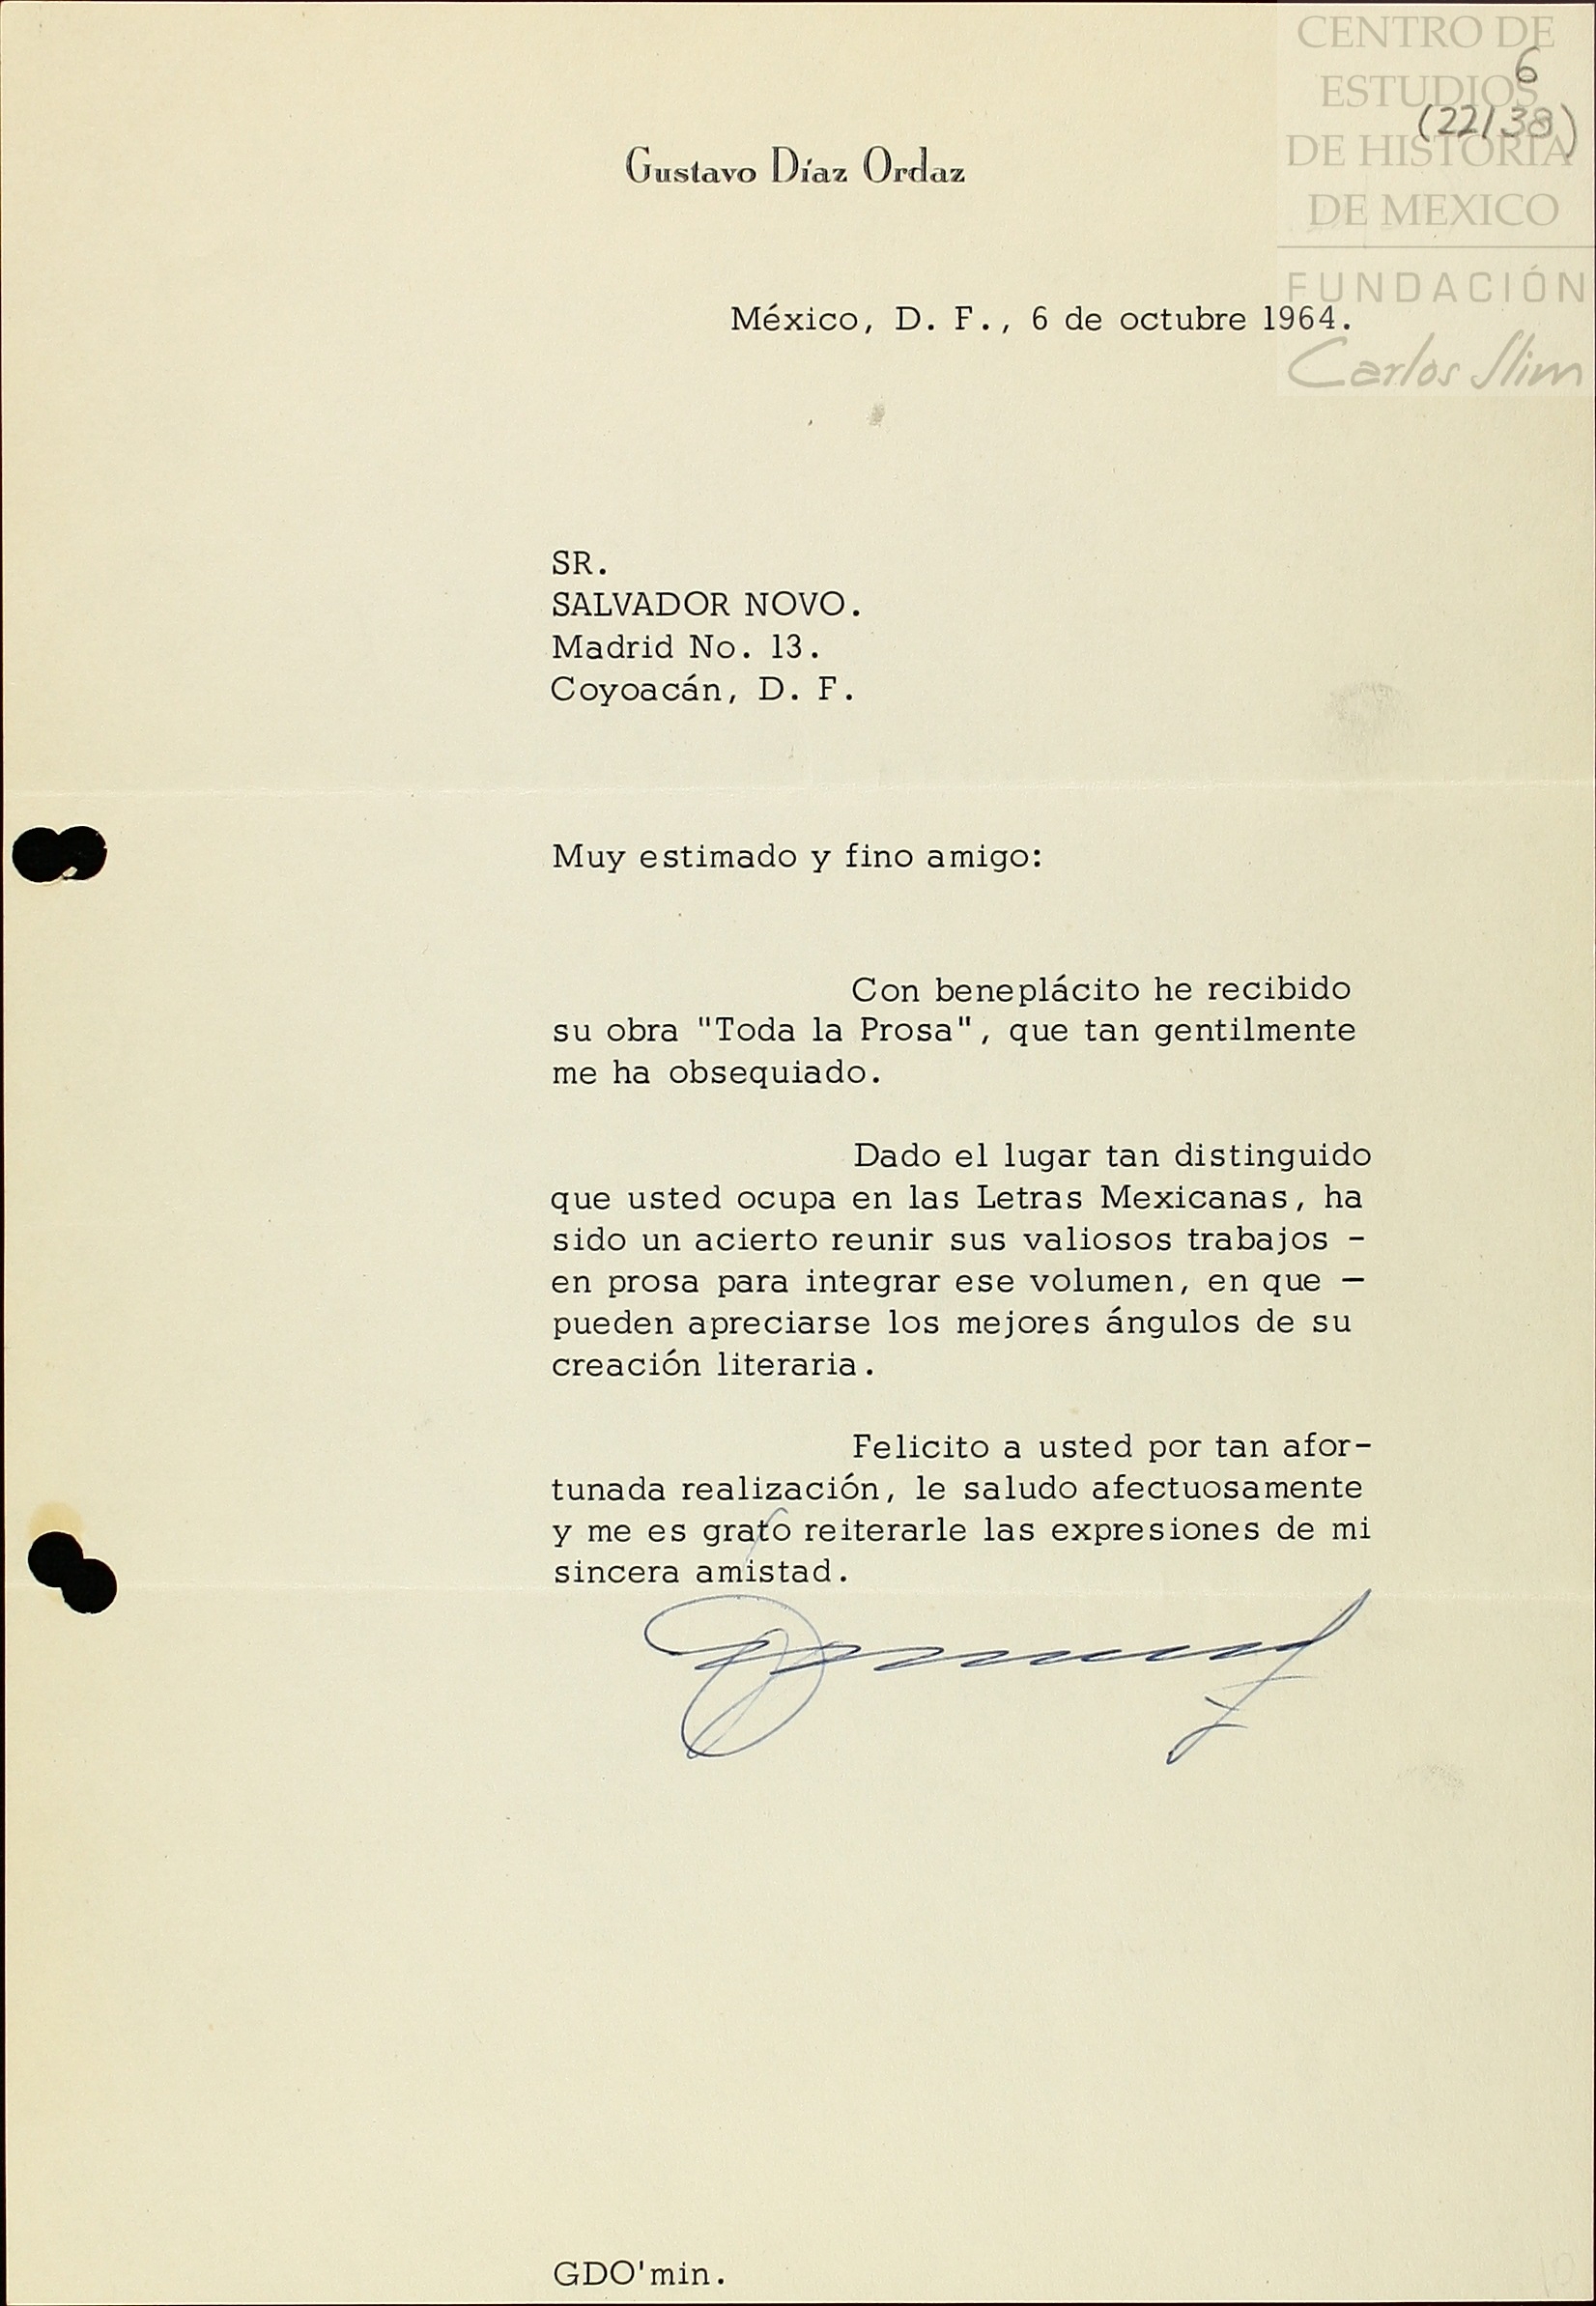 CENTRO DE
ESTUDIOS
DE HISTORIA
DE MEXICO
FUNDACIÓN
Carlos Slim
6
(22138)
Gustavo Díaz Ordaz
México, D. F., 6 de octubre 1964.
SR.
SALVADOR NOVO.
Madrid No. 13.
Coyoacán, D. F.
Muy estimado y fino amigo:
Con beneplácito he recibido
su obra "Toda la Prosa", que tan gentilmente
me ha obsequiado.
Dado el lugar tan distinguido
que usted ocupa en las Letras Mexicanas, ha
sido un acierto reunir sus valiosos trabajos -
en prosa para integrar ese volumen, en que —
pueden apreciarse los mejores ángulos de su
creación literaria.
Felicito a usted por tan afor-
tunada realización, le saludo afectuosamente
y me es grato reiterarle las expresiones de mi
sincera amistad.
GDO'min.